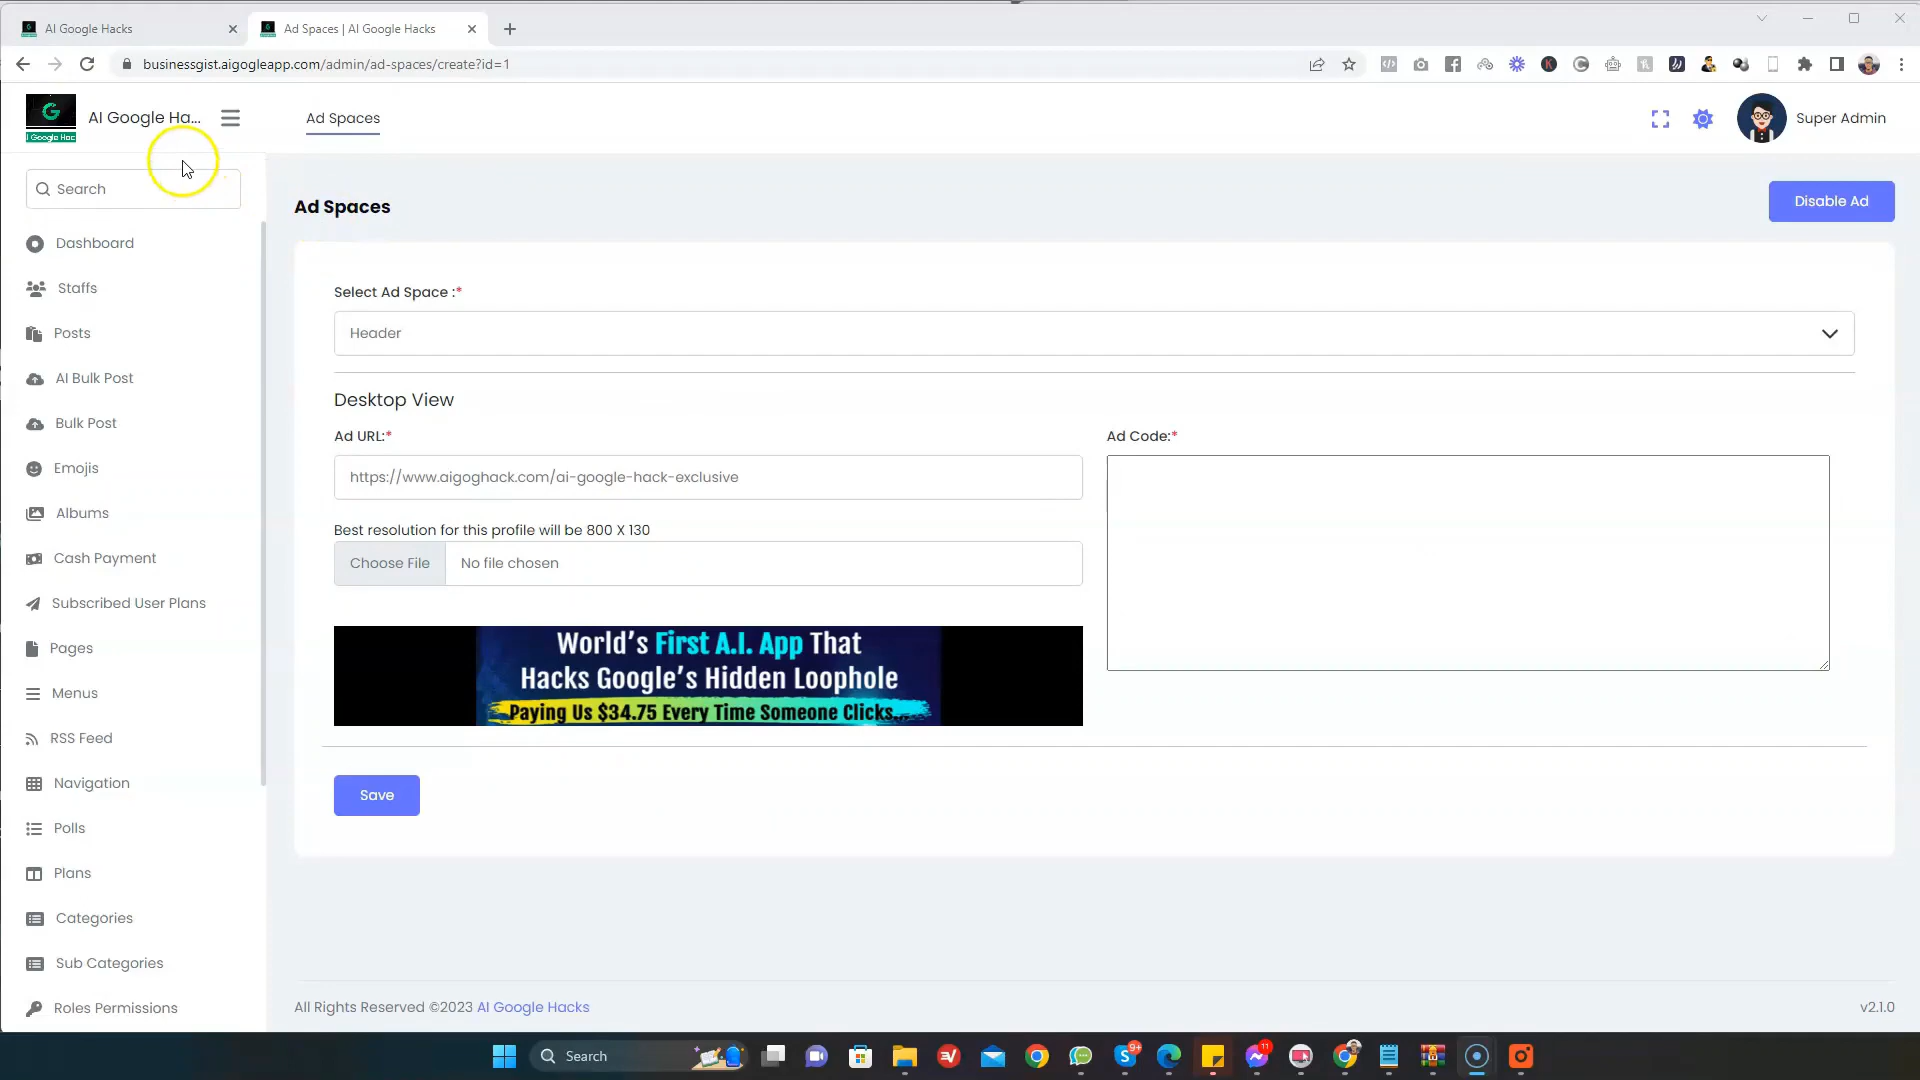 AI Google Hacks
Ad Spaces | AI Google Hacks
businessgist.aigogleapp.com/admin/ad-spaces/create?id=1
G
AI Google Ha...
Ad Spaces
Super Admin
Search
Ad Spaces
Disable Ad
Dashboard
Staffs
Posts
AI Bulk Post
Bulk Post
Emojis
Albums
Cash Payment
Subscribed User Plans
Pages
Menus
RSS Feed
Navigation
Polls
Plans
Categories
Sub Categories
Roles Permissions
Select Ad Space :*
Header
Desktop View
Ad URL:*
Ad Code:*
https://www.aigoghack.com/ai-google-hack-exclusive
Best resolution for this profile will be 800 X 130
Choose File
No file chosen
World's First A.I. App That
Hacks Google's Hidden Loophole
Paying Us $34.75 Every Time Someone Clicks...
Save
All Rights Reserved ©2023 AI Google Hacks
v2.1.0
Search
9+
11